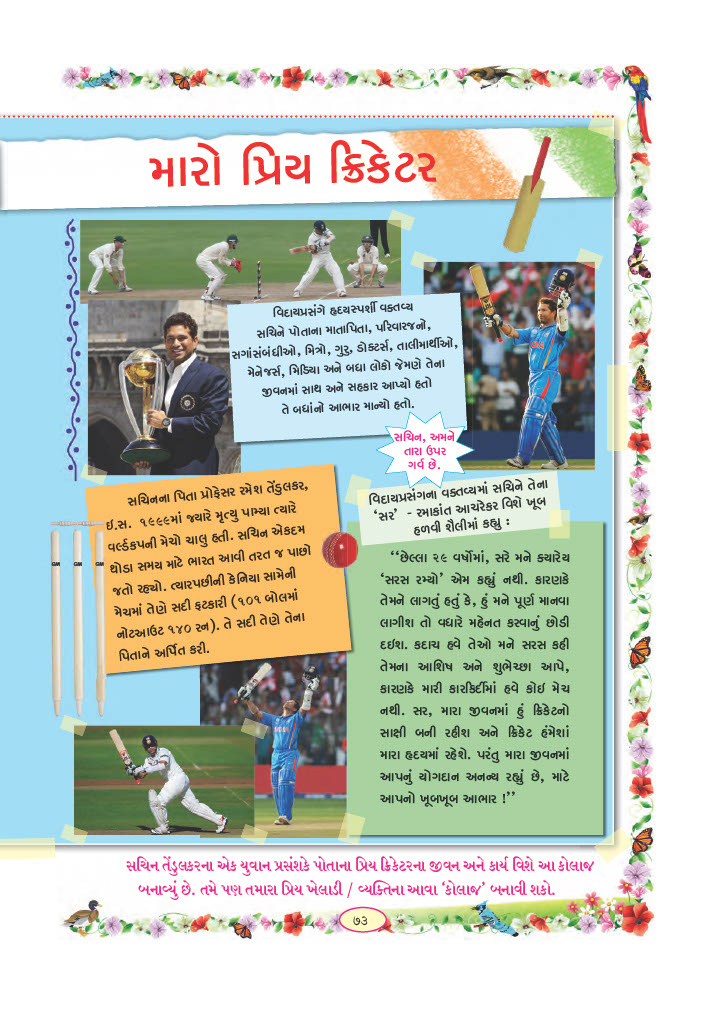 મારો પ્રિય ક્રિકેટર
વિદાયપ્રસંગે હૃદયસ્પર્શી વક્તવ્ય
સચિને પોતાના માતાપિતા, પરિવારજનો,
સગાંસંબંધીઓ, મિત્રો, ગુરુ, ડૉક્ટર્સ, તાલીમાર્થીઓ,
મેનેજર્સ, મિડિયા અને બધા લોકો જેમણે તેના
જીવનમાં સાથ અને સહકાર આપ્યો હતો
તે બધાંનો આભાર માન્યો હતો.
સચિન, અમને
તારા ઉપર
ગર્વ છે.
સચિનના પિતા પ્રોફેસર રમેશ તેંડુલકર,
ઈ.સ. ૧૯૯૯માં જ્યારે મૃત્યુ પામ્યા ત્યારે
વર્લ્ડકપની મેચો ચાલુ હતી. સચિન એકદમ
થોડા સમય માટે ભારત આવી તરત જ પાછો
જતો રહ્યો. ત્યારપછીની કેનિયા સામેની
મેચમાં તેણે સદી ફટકારી (૧૦૧ બોલમાં
નોટઆઉટ ૧૪૦ રન). તે સદી તેણે તેના
પિતાને અર્પિત કરી.
GM GM GM
વિદાયપ્રસંગના વક્તવ્યમાં સચિને તેના
‘સર’ - રમાકાંત આચરેકર વિશે ખૂબ
હળવી શૈલીમાં કહ્યુ :
‘‘છેલ્લા ૨૯ વર્ષોમાં, સરે મને ક્યારેય
‘સરસ રમ્યો’ એમ કહ્યું નથી. કારણકે
તેમને લાગતું હતું કે, હું મને પૂર્ણ માનવા
લાગીશ તો વધારે મહેનત કરવાનું છોડી
દઈશ. કદાચ હવે તેઓ મને સરસ કહી
તેમના આશિષ અને શુભેચ્છા આપે,
કારણકે મારી કારકિર્દીમાં હવે કોઈ મેચ
નથી. સર, મારા જીવનમાં હું ક્રિકેટનો
સાક્ષી બની રહીશ અને ક્રિકેટ હંમેશાં
મારા હૃદયમાં રહેશે. પરંતુ મારા જીવનમાં
આપનું યોગદાન અનન્ય રહ્યું છે, માટે
આપનો ખૂબખૂબ આભાર !’’
સચિન તેંડુલકરના એક યુવાન પ્રસંશકે પોતાના પ્રિય ક્રિકેટરના જીવન અને કાર્ય વિશે આ કોલાજ
બનાવ્યું છે. તમે પણ તમારા પ્રિય ખેલાડી / વ્યક્તિના આવા ‘કોલાજ’ બનાવી શકો.
૭૩